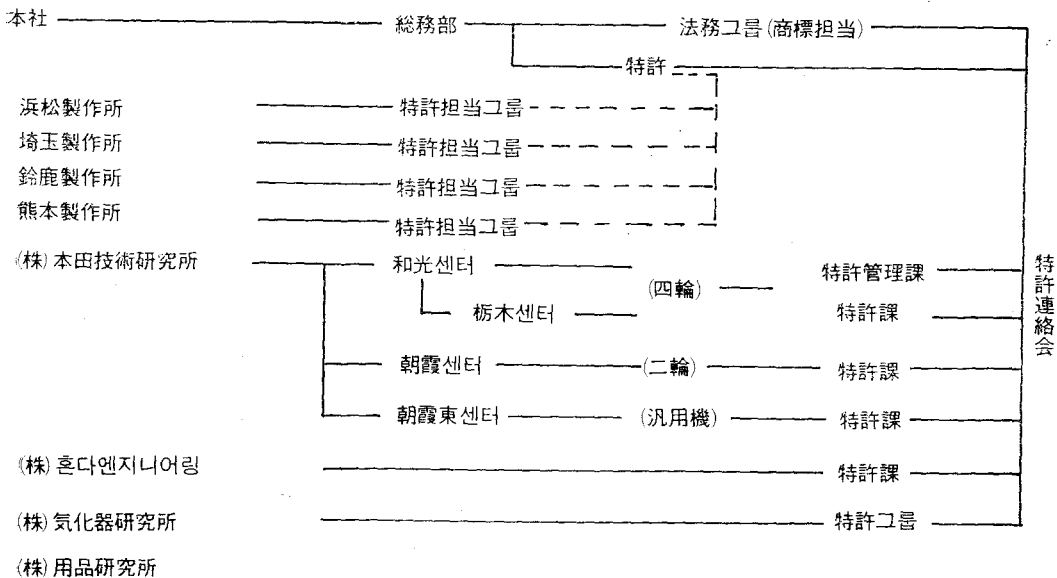 本社 総務部 法務グ룹(商標担当)
特許
浜松製作所 特許担当그룹
埼玉製作所 特許担当그룹
鈴鹿製作所 特許担当그룹
熊本製作所 特許担当그룹
(株)本田技術研究所 和光센터 (四輪) 特許管理課
栃木센터 特許課
朝霞센터 (二輪) 特許課
朝霞東센터 (汎用機) 特許課
(株)혼다엔지니어링 特許課
(株)気化器研究所 特許그룹
(株)用品研究所
特許連絡会